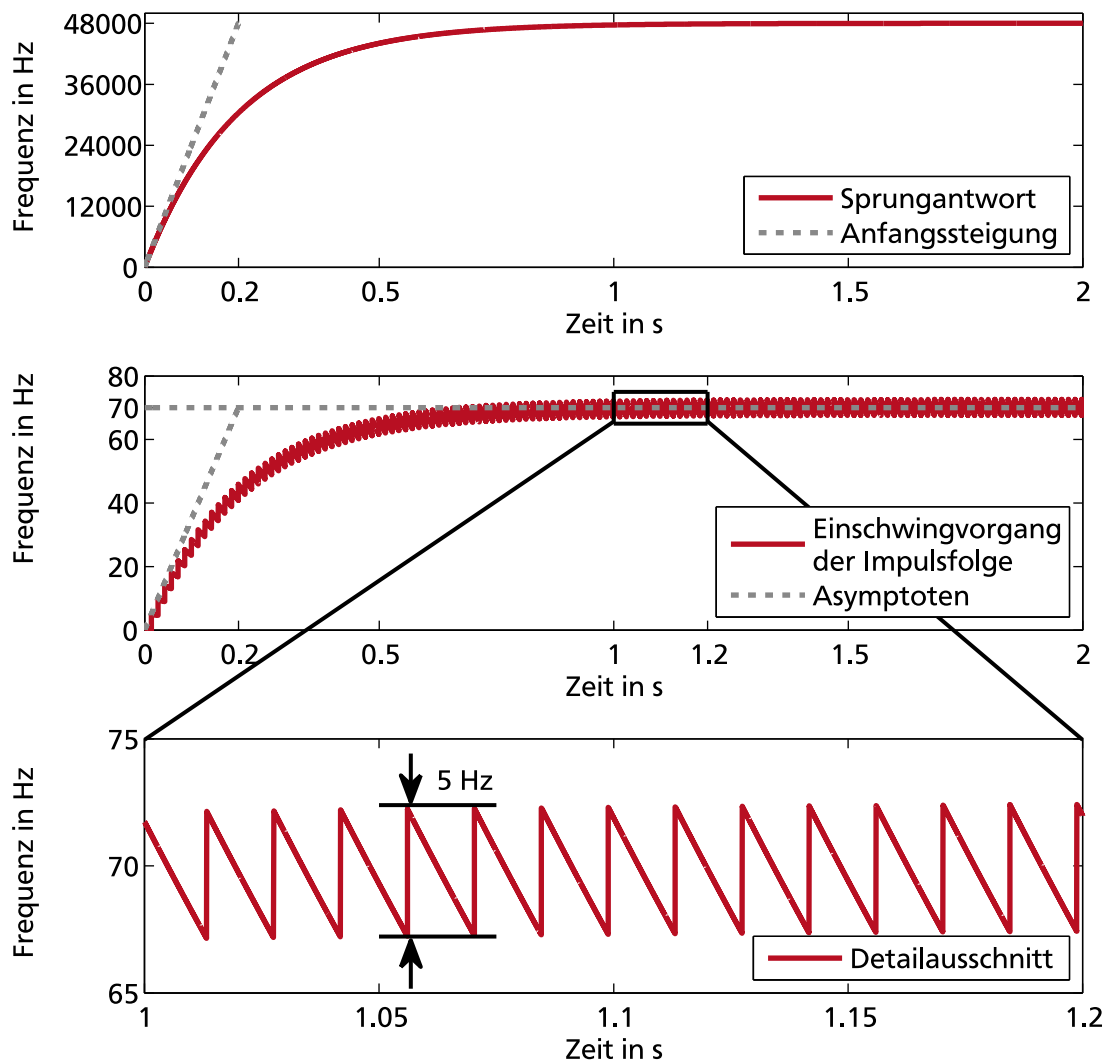 Frequenz in Hz
48000
36000
24000
12000
0
0 0.2 0.5 1 1.5 2
Zeit in s
Sprungantwort
Anfangssteigung
Frequenz in Hz
80
70
60
40
20
0
0 0.2 0.5 1 1.2 1.5 2
Zeit in s
Einschwingvorgang
der Impulsfolge
Asymptoten
Frequenz in Hz
75
70
65
5 Hz
1 1.05 1.1 1.15 1.2
Zeit in s
Detailausschnitt